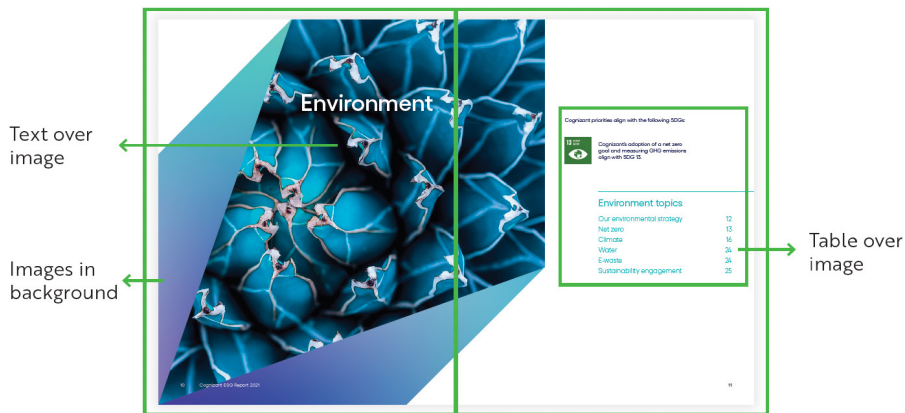 Text over
image
Images in
background
Environment
10 Cognizant ESG Report 2021
Cognizant priorities align with the following SDGs:
13
Cognizant's adoption of a net zero
goal and measuring GHG emissions
align with SDG 13.
Environment topics
Our environmental strategy 12
Net zero 13
Climate 16
Water 24
E-waste 24
Sustainability engagement 25
11
Table over
image